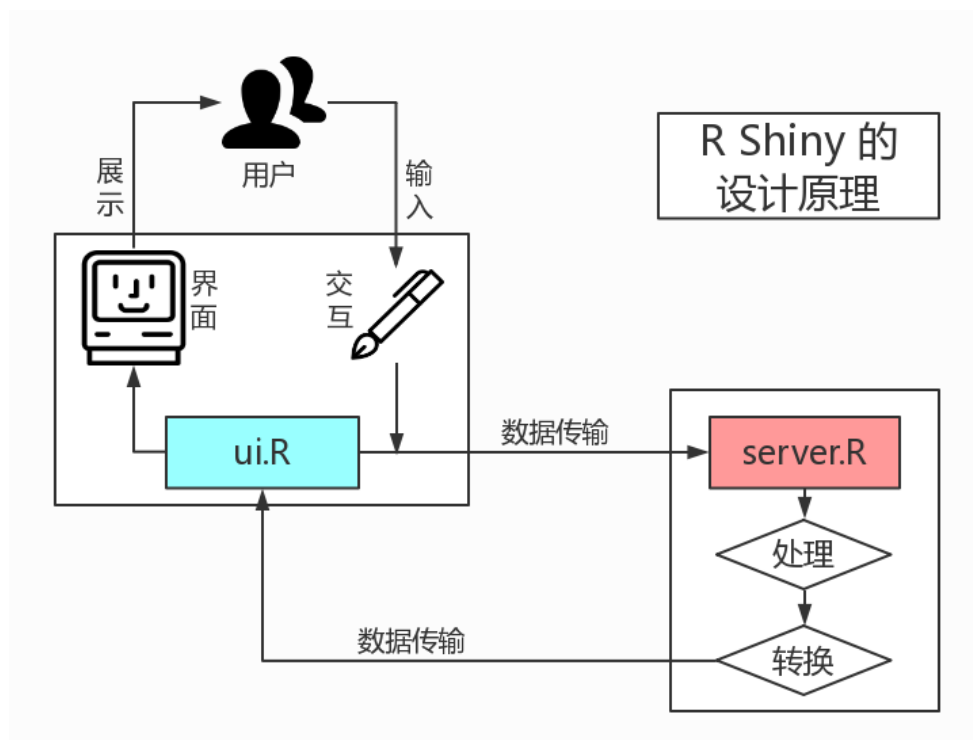 R Shiny 的
设计原理
用户
展
示
输
入
界
面
交
互
ui.R
数据传输
server.R
处理
转换
数据传输